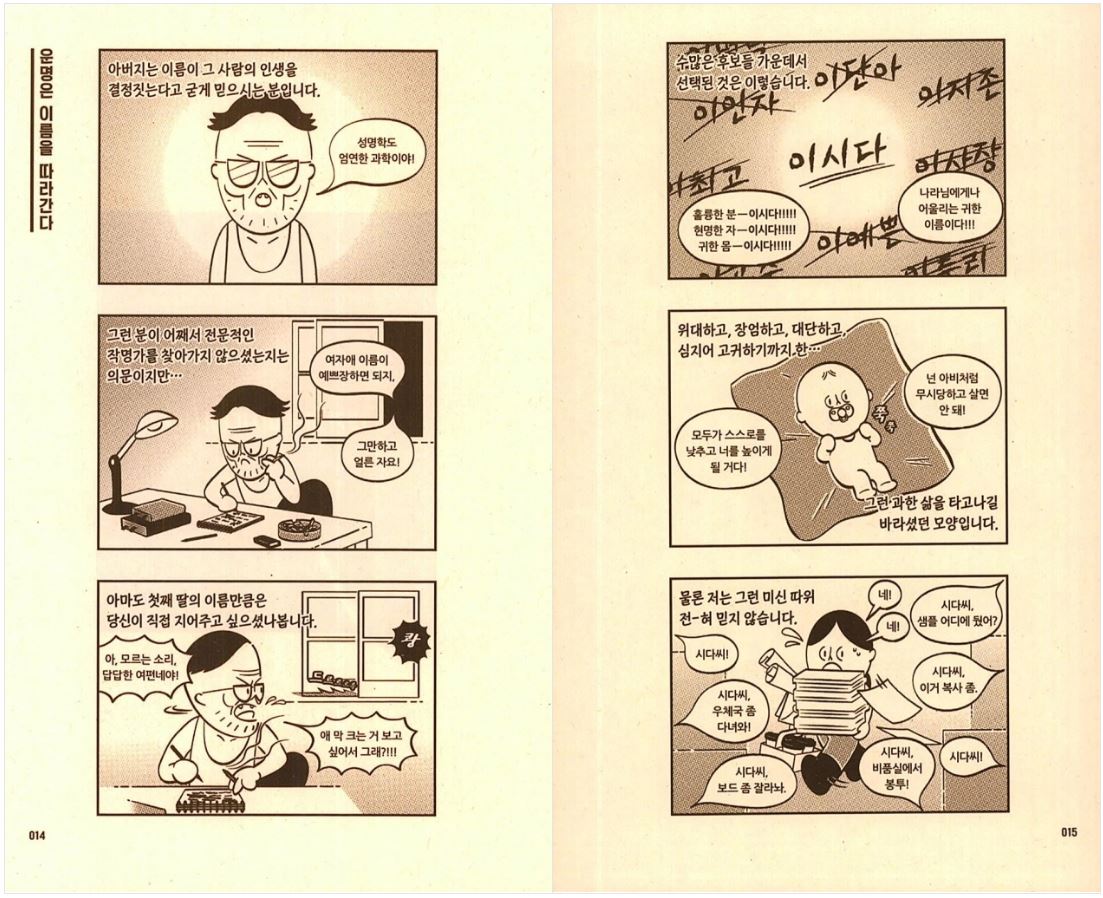 운명은 이름을 따라간다
아버지는 이름이 그 사람의 인생을
결정짓는다고 굳게 믿으시는 분입니다.
성명학도
엄연한 과학이야!
그런 분이 어째서 전문적인
작명가를 찾아가지 않으셨는지는
의문이지만…
여자애 이름이
예쁘장하면 되지,
그만하고
얼른 자요!
아마도 첫째 딸의 이름만큼은
당신이 직접 지어주고 싶으셨나봅니다.
쾅
아, 모르는 소리,
답답한 여편네야!
애 막 크는 거 보고
싶어서 그래?!!!
014
수많은 후보들 가운데서
선택된 것은 이렇습니다.
이단아
이인자
이지존
이시다
이최고
이사장
훌륭한 분ㅡ이시다!!!!!
현명한 자ㅡ이시다!!!!!
귀한 몸ㅡ이시다!!!!!
나라님에게나
어울리는 귀한
이름이다!!!
이예쁜
위대하고, 장엄하고, 대단하고,
심지어 고귀하기까지 한…
넌 아비처럼
무시당하고 살면
안 돼!
쭉
쭉
모두가 스스로를
낮추고 너를 높이게
될 거다!
그런 과한 삶을 타고나길
바라셨던 모양입니다.
물론 저는 그런 미신 따위
전-혀 믿지 않습니다.
네!
네!
시다씨,
샘플 어디에 뒀어?
시다씨!
시다씨,
이거 복사 좀.
시다씨,
우체국 좀
다녀와!
시다씨,
비품실에서
봉투!
시다씨!
시다씨,
보드 좀 잘라놔.
015